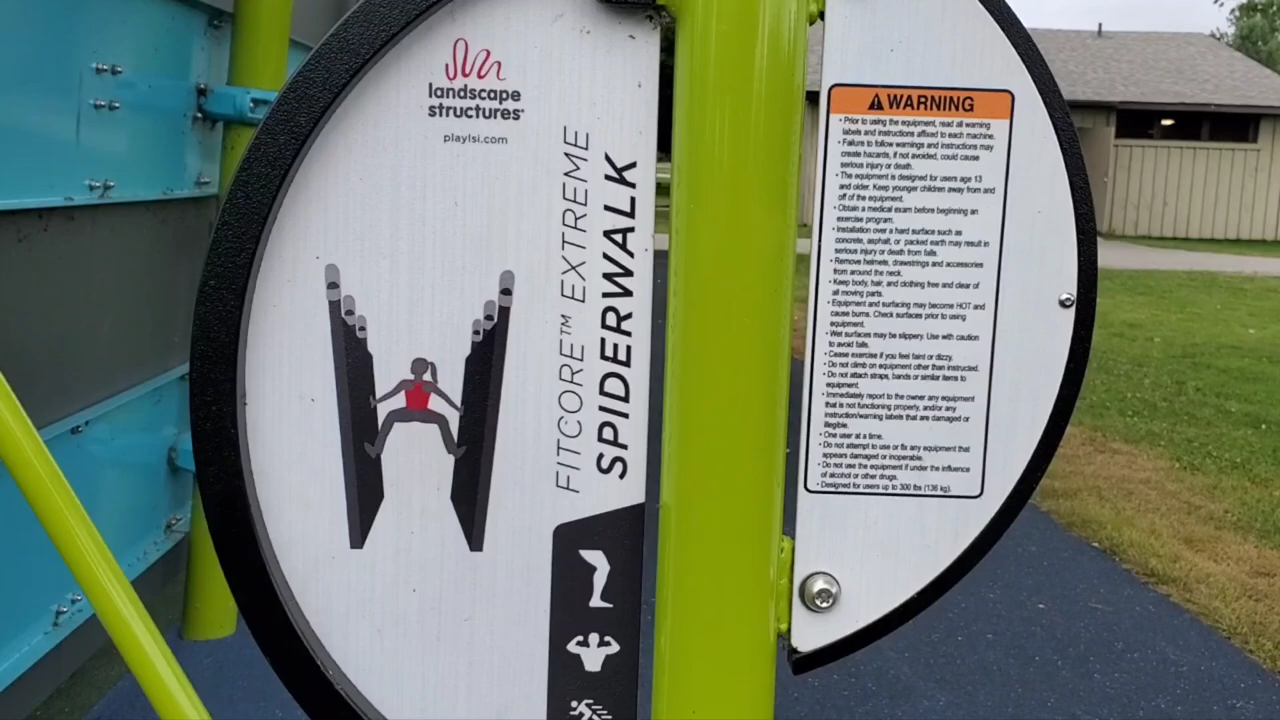 landscape
structures®
playlsi.com
FITCORE™ EXTREME
SPIDERWALK
WARNING
• Prior to using the equipment, read all warning
labels and instructions affixed to each machine.
• Failure to follow warnings and instructions may
create hazards, if not avoided, could cause
serious injury or death.
• The equipment is designed for users age 13
and older. Keep younger children away from and
off of the equipment.
• Obtain a medical exam before beginning an
exercise program.
• Installation over a hard surface such as
concrete, asphalt, or packed earth may result in
serious injury or death from falls.
• Remove helmets, drawstrings and accessories
from around the neck.
• Keep body, hair, and clothing free and clear of
all moving parts.
• Equipment and surfacing may become HOT and
cause burns. Check surfaces prior to using
equipment.
• Wet surfaces may be slippery. Use with caution
to avoid falls.
• Cease exercise if you feel faint or dizzy.
• Do not climb on equipment other than instructed.
• Do not attach straps, bands or similar items to
equipment.
• Immediately report to the owner any equipment
that is not functioning properly, and/or any
instruction/warning labels that are damaged or
illegible.
• One user at a time.
• Do not attempt to use or fix any equipment that
appears damaged or inoperable.
• Do not use the equipment if under the influence
of alcohol or other drugs.
• Designed for users up to 300 lbs (136 kg).